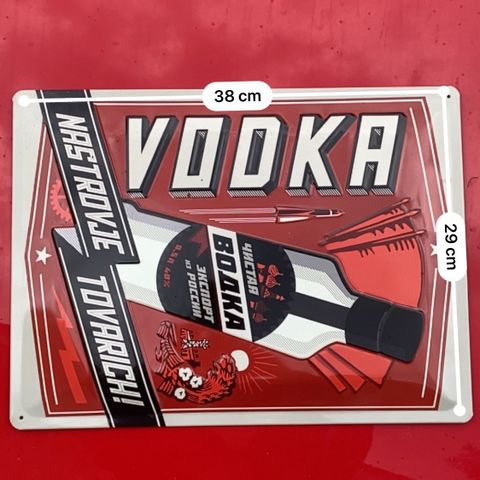 38 cm
VODKA
NASTROVJE
TOVARICH!
29 cm
ЧИСТАЯ
ВОДКА
ЭКСПОРТ
ИЗ РОССИИ
0,5Л 40%